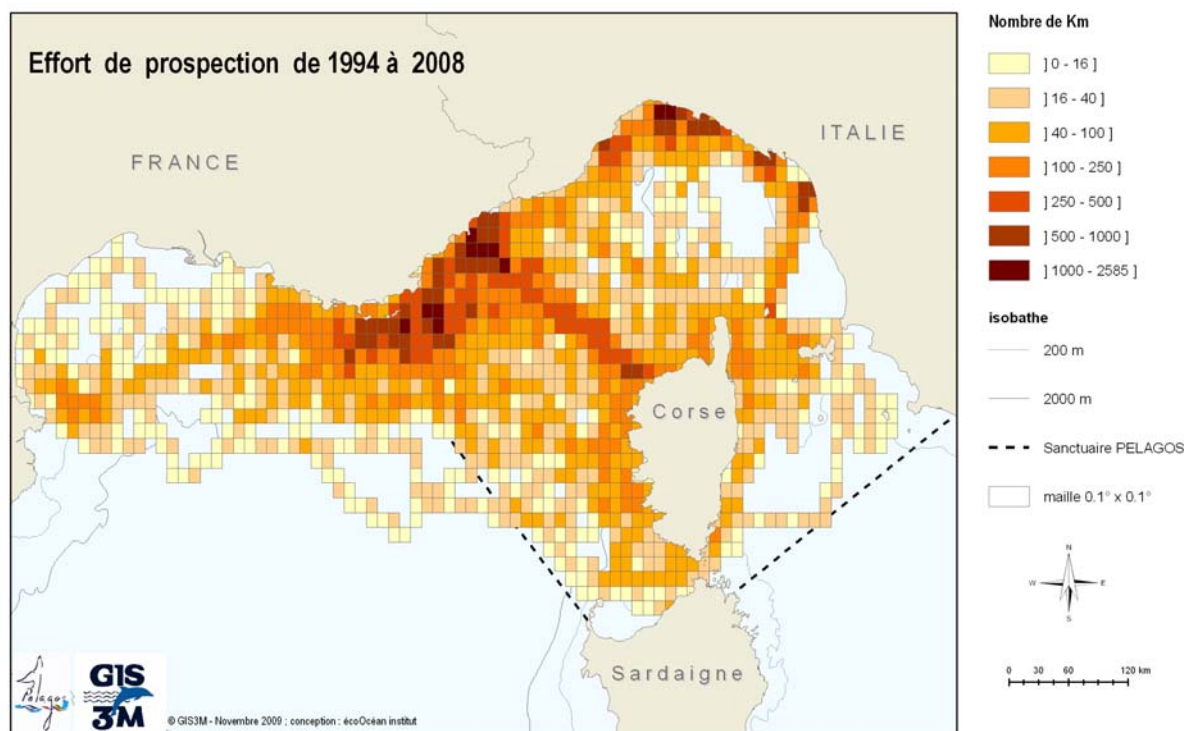 Effort de prospection de 1994 à 2008
FRANCE
ITALIE
Corse
Sardaigne
Pelagos
GIS
3M
© GIS3M - Novembre 2009 ; conception : écoOcéan institut
Nombre de Km
] 0 - 16 ]
] 16 - 40 ]
] 40 - 100 ]
] 100 - 250 ]
] 250 - 500 ]
] 500 - 1000 ]
] 1000 - 2585 ]
isobathe
200 m
2000 m
Sanctuaire PELAGOS
maille 0.1° x 0.1°
N
W E
S
0 30 60 120 km